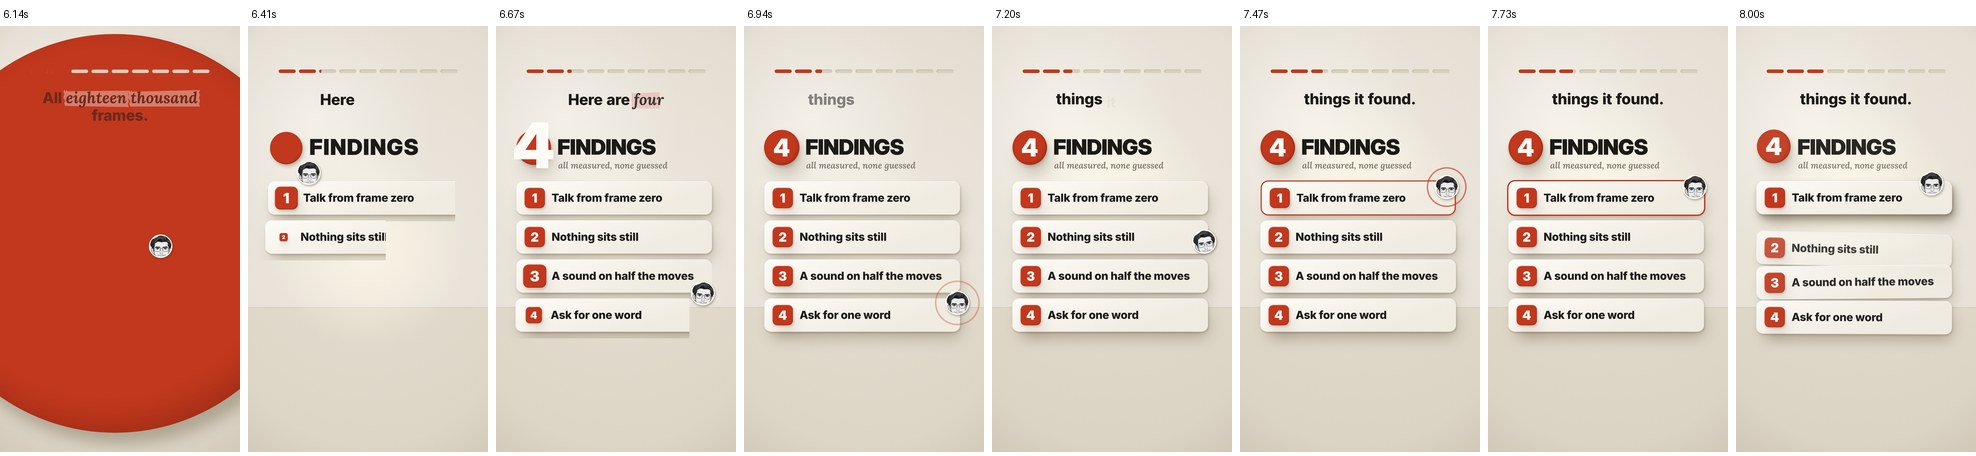 6.14s
All eighteen thousand
frames.
6.41s
Here
FINDINGS
1 Talk from frame zero
2 Nothing sits still
6.67s
Here are four
4 FINDINGS
all measured, none guessed
1 Talk from frame zero
2 Nothing sits still
3 A sound on half the moves
4 Ask for one word
6.94s
things
4 FINDINGS
all measured, none guessed
1 Talk from frame zero
2 Nothing sits still
3 A sound on half the moves
4 Ask for one word
7.20s
things it
4 FINDINGS
all measured, none guessed
1 Talk from frame zero
2 Nothing sits still
3 A sound on half the moves
4 Ask for one word
7.47s
things it found.
4 FINDINGS
all measured, none guessed
1 Talk from frame zero
2 Nothing sits still
3 A sound on half the moves
4 Ask for one word
7.73s
things it found.
4 FINDINGS
all measured, none guessed
1 Talk from frame zero
2 Nothing sits still
3 A sound on half the moves
4 Ask for one word
8.00s
things it found.
4 FINDINGS
all measured, none guessed
1 Talk from frame zero
2 Nothing sits still
3 A sound on half the moves
4 Ask for one word